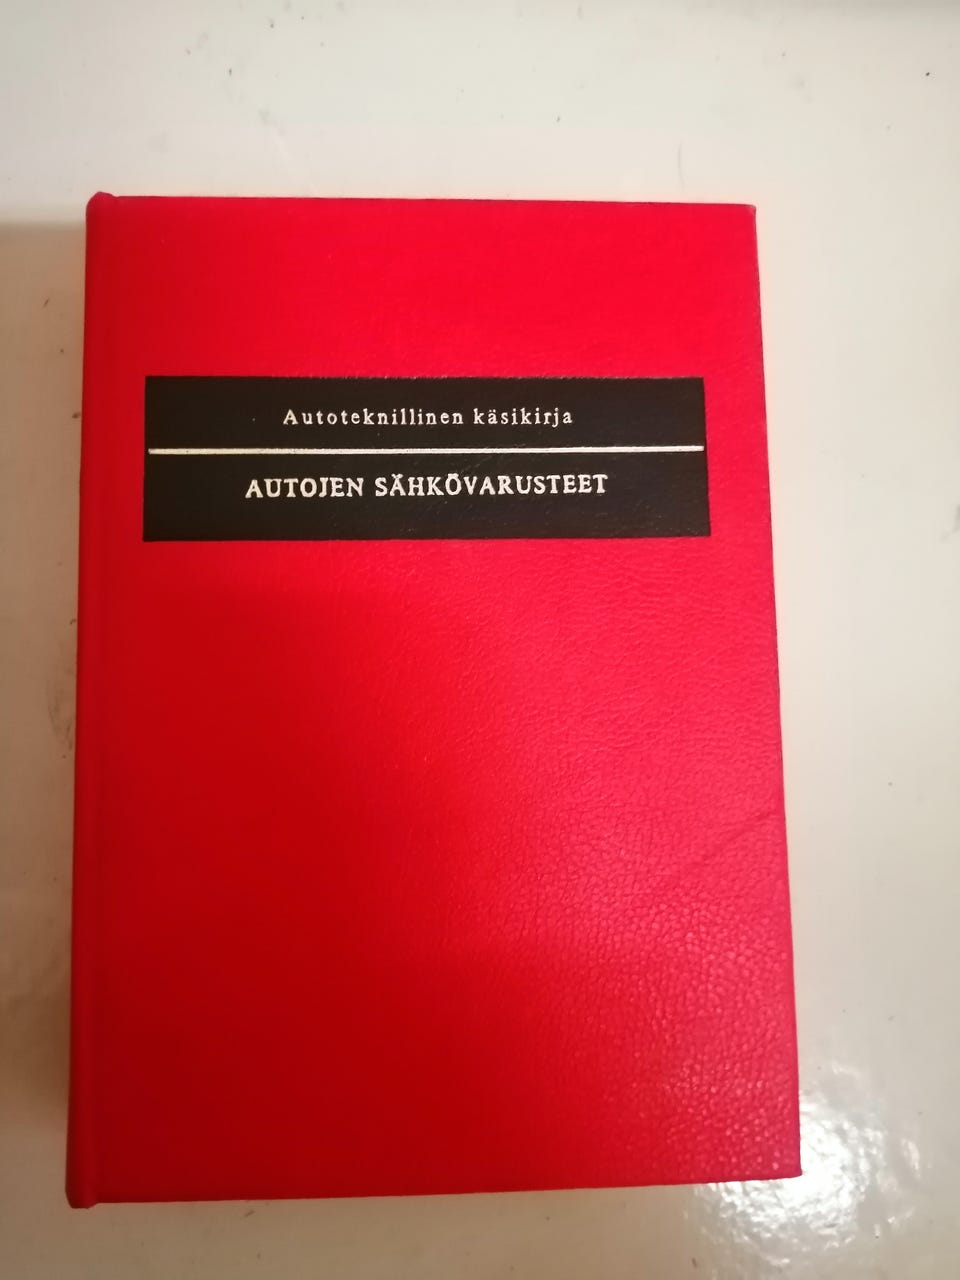 Autoteknillinen käsikirja
AUTOJEN SÄHKÖVARUSTEET